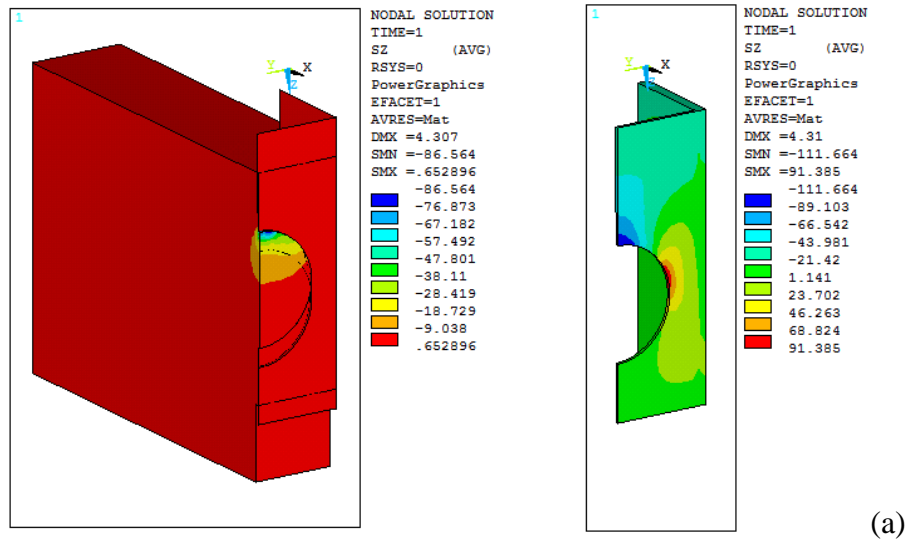 1
NODAL SOLUTION
TIME=1
SZ (AVG)
RSYS=0
PowerGraphics
EFACET=1
AVRES=Mat
DMX =4.307
SMN =-86.564
SMX =.652896
-86.564
-76.873
-67.182
-57.492
-47.801
-38.11
-28.419
-18.729
-9.038
.652896
Y
X
Z
1
NODAL SOLUTION
TIME=1
SZ (AVG)
RSYS=0
PowerGraphics
EFACET=1
AVRES=Mat
DMX =4.31
SMN =-111.664
SMX =91.385
-111.664
-89.103
-66.542
-43.981
-21.42
1.141
23.702
46.263
68.824
91.385
Y
X
Z
(a)